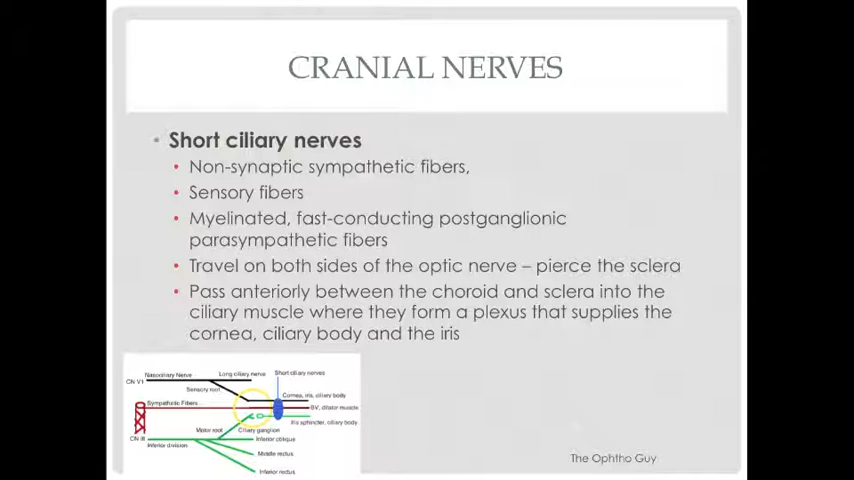 CRANIAL NERVES
• Short ciliary nerves
• Non-synaptic sympathetic fibers,
• Sensory fibers
• Myelinated, fast-conducting postganglionic
parasympathetic fibers
• Travel on both sides of the optic nerve – pierce the sclera
• Pass anteriorly between the choroid and sclera into the
ciliary muscle where they form a plexus that supplies the
cornea, ciliary body and the iris
Nasociliary Nerve
Long ciliary nerve
Short ciliary nerves
CN V1
Sensory root
Cornea, iris, ciliary body
Sympathetic Fibers
BV, dilator muscle
Iris sphincter, ciliary body
Motor root
Ciliary ganglion
CN III
Inferior division
Inferior oblique
Middle rectus
Inferior rectus
The Ophtho Guy